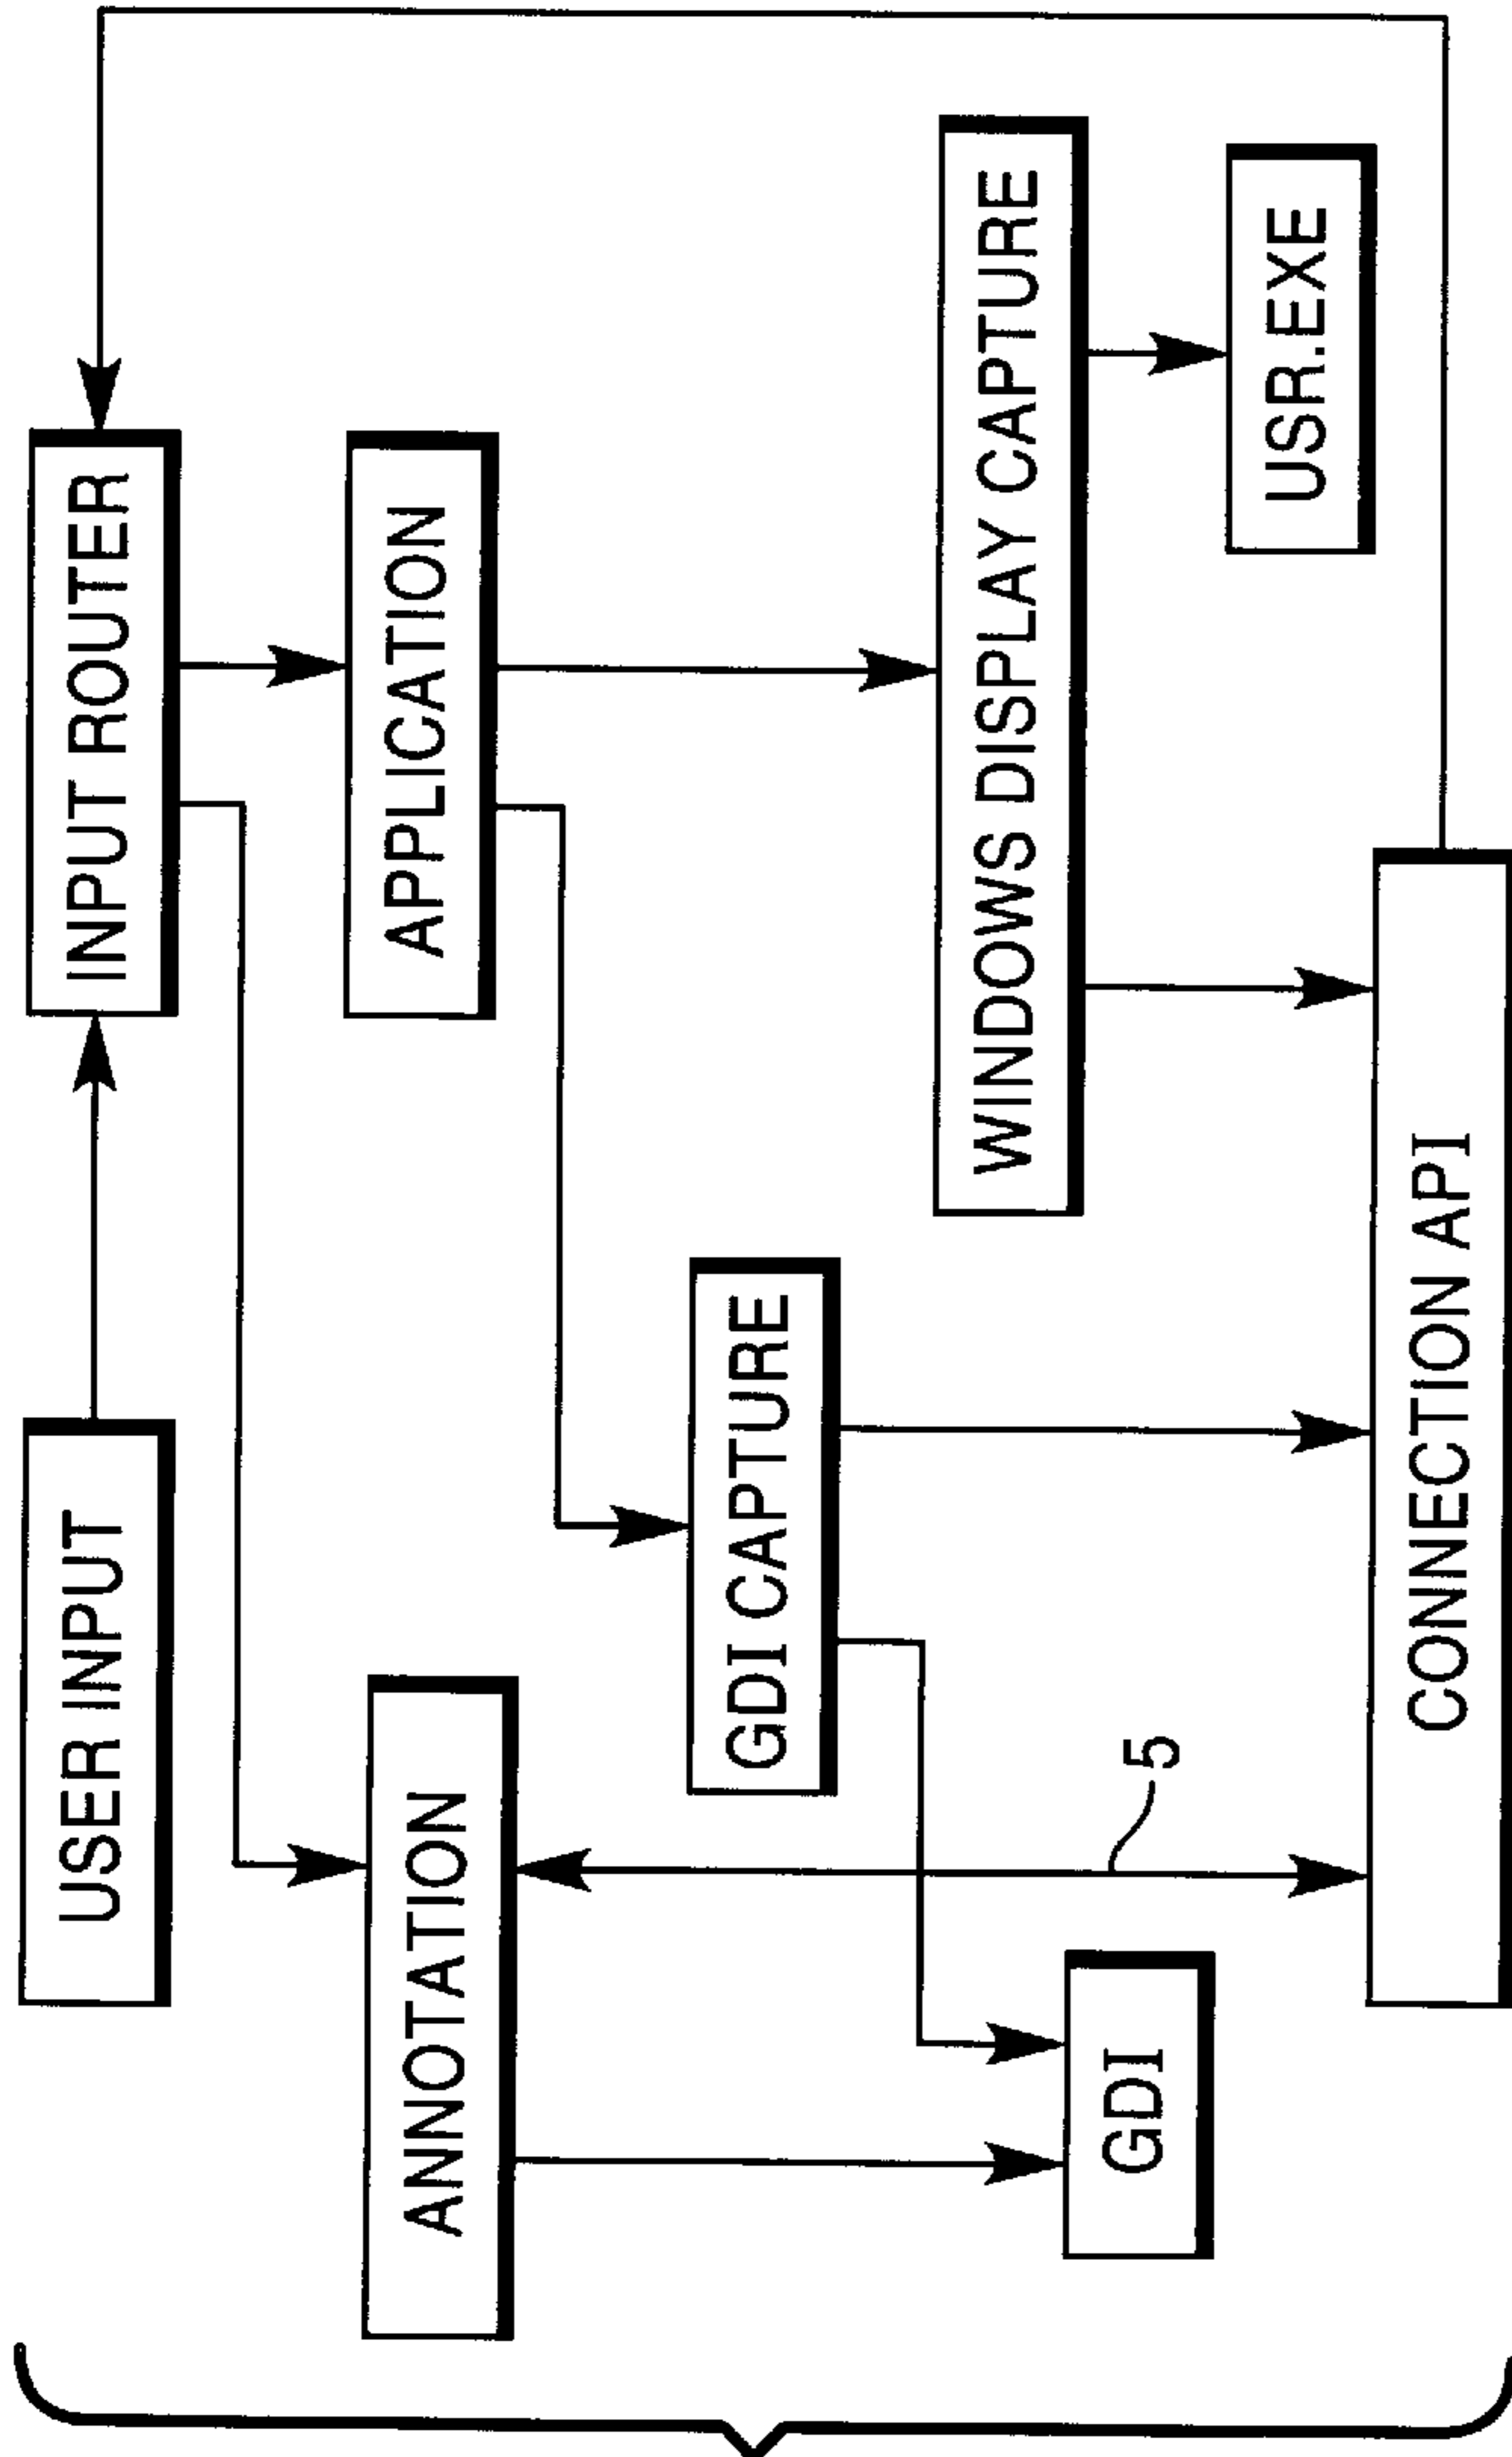 USER INPUT
INPUT ROUTER
ANNOTATION
APPLICATION
GDI CAPTURE
WINDOWS DISPLAY CAPTURE
GDI
5
USR.EXE
CONNECTION API